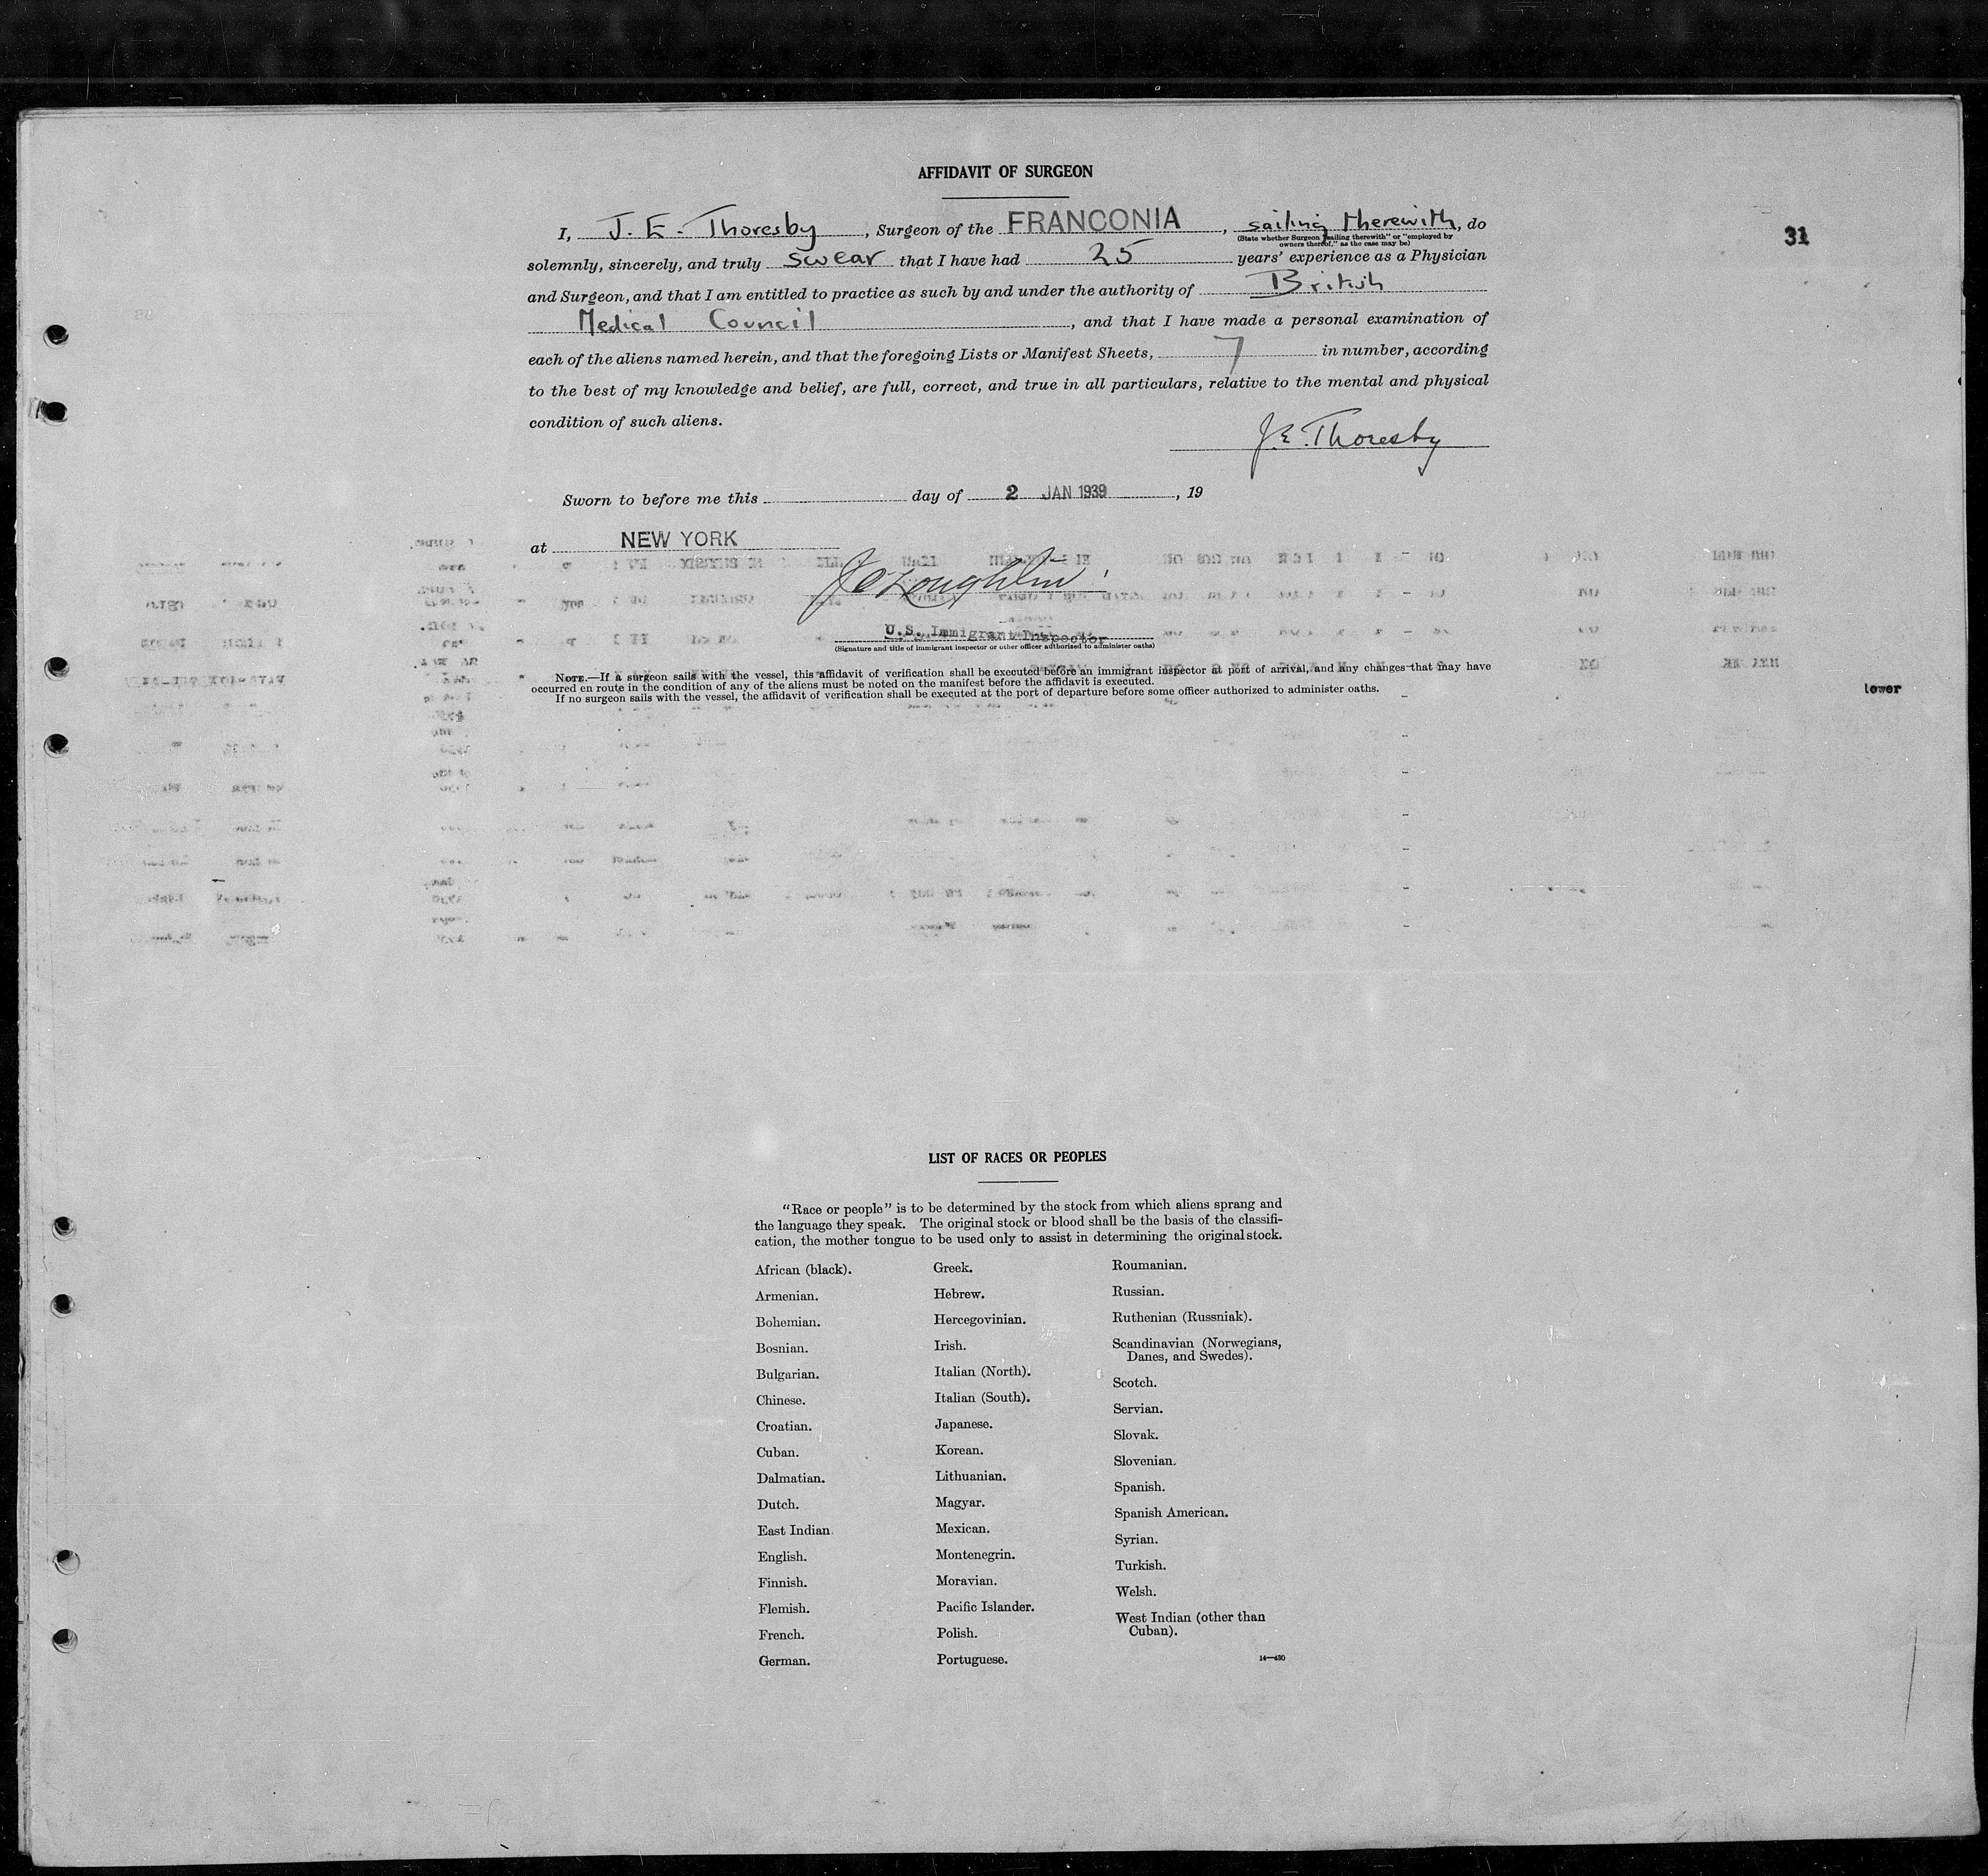 AFFIDAVIT OF SURGEON
31
I, J. E. Thoresby, Surgeon of the FRANCONIA, sailing therewith, do
(State whether Surgeon "sailing therewith" or "employed by
owners thereof," as the case may be)
solemnly, sincerely, and truly swear that I have had 25 years' experience as a Physician
and Surgeon, and that I am entitled to practice as such by and under the authority of British
Medical Council, and that I have made a personal examination of
each of the aliens named herein, and that the foregoing Lists or Manifest Sheets, 7 in number, according
to the best of my knowledge and belief, are full, correct, and true in all particulars, relative to the mental and physical
condition of such aliens.
J. E. Thoresby
Sworn to before me this day of 2 JAN 1939, 19
at NEW YORK
U.S. Immigrant Inspector
(Signature and title of immigrant inspector or other officer authorized to administer oaths)
NOTE.—If a surgeon sails with the vessel, this affidavit of verification shall be executed before an immigrant inspector at port of arrival, and any changes that may have
occurred en route in the condition of any of the aliens must be noted on the manifest before the affidavit is executed.
If no surgeon sails with the vessel, the affidavit of verification shall be executed at the port of departure before some officer authorized to administer oaths.
lower
LIST OF RACES OR PEOPLES
"Race or people" is to be determined by the stock from which aliens sprang and
the language they speak. The original stock or blood shall be the basis of the classifi-
cation, the mother tongue to be used only to assist in determining the original stock.
African (black).
Armenian.
Bohemian.
Bosnian.
Bulgarian.
Chinese.
Croatian.
Cuban.
Dalmatian.
Dutch.
East Indian
English.
Finnish.
Flemish.
French.
German.
Greek.
Hebrew.
Hercegovinian.
Irish.
Italian (North).
Italian (South).
Japanese.
Korean.
Lithuanian.
Magyar.
Mexican.
Montenegrin.
Moravian.
Pacific Islander.
Polish.
Portuguese.
Roumanian.
Russian.
Ruthenian (Russniak).
Scandinavian (Norwegians,
Danes, and Swedes).
Scotch.
Servian.
Slovak.
Slovenian.
Spanish.
Spanish American.
Syrian.
Turkish.
Welsh.
West Indian (other than
Cuban).
14—430